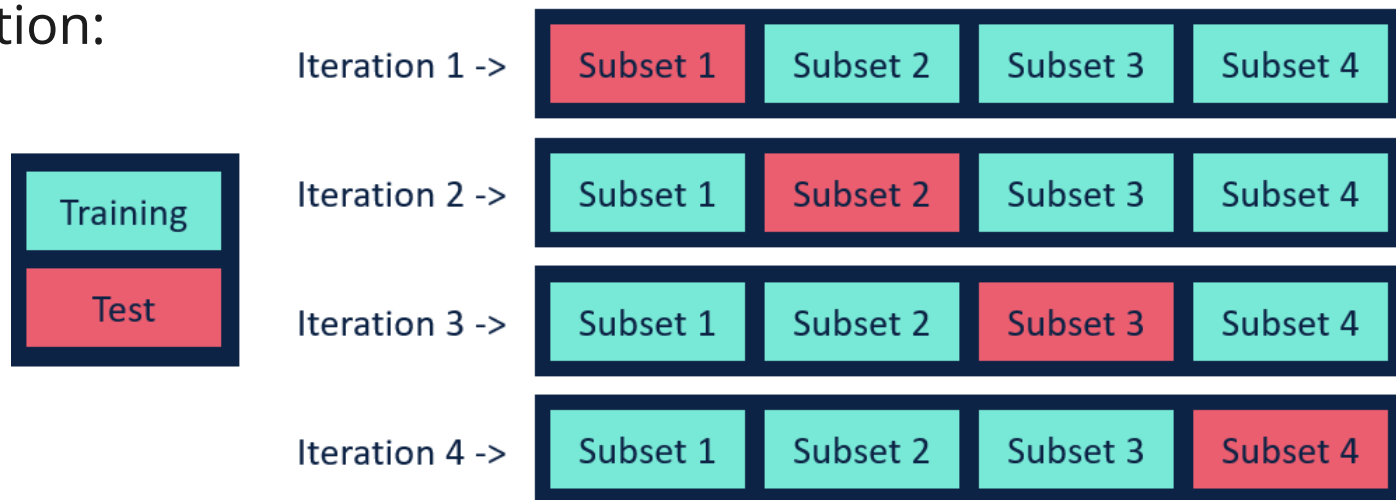 tion:
Iteration 1 -> Subset 1 Subset 2 Subset 3 Subset 4
Training
Test
Iteration 2 -> Subset 1 Subset 2 Subset 3 Subset 4
Iteration 3 -> Subset 1 Subset 2 Subset 3 Subset 4
Iteration 4 -> Subset 1 Subset 2 Subset 3 Subset 4